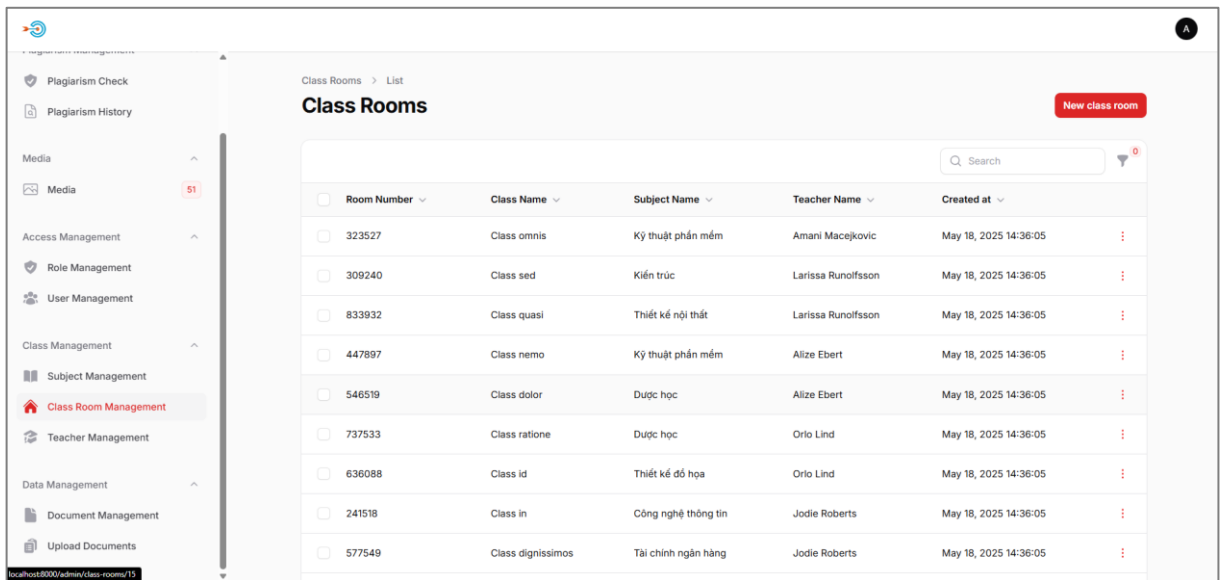 A
Plagiarism Management
Plagiarism Check
Plagiarism History
Media
Media 51
Access Management
Role Management
User Management
Class Management
Subject Management
Class Room Management
Teacher Management
Data Management
Document Management
Upload Documents
localhost:8000/admin/class-rooms/15
Class Rooms > List
Class Rooms
New class room
Search
0
Room Number Class Name Subject Name Teacher Name Created at
323527 Class omnis Kỹ thuật phần mềm Amani Macejkovic May 18, 2025 14:36:05
309240 Class sed Kiến trúc Larissa Runolfsson May 18, 2025 14:36:05
833932 Class quasi Thiết kế nội thất Larissa Runolfsson May 18, 2025 14:36:05
447897 Class nemo Kỹ thuật phần mềm Alize Ebert May 18, 2025 14:36:05
546519 Class dolor Dược học Alize Ebert May 18, 2025 14:36:05
737533 Class ratione Dược học Orlo Lind May 18, 2025 14:36:05
636088 Class id Thiết kế đồ họa Orlo Lind May 18, 2025 14:36:05
241518 Class in Công nghệ thông tin Jodie Roberts May 18, 2025 14:36:05
577549 Class dignissimos Tài chính ngân hàng Jodie Roberts May 18, 2025 14:36:05